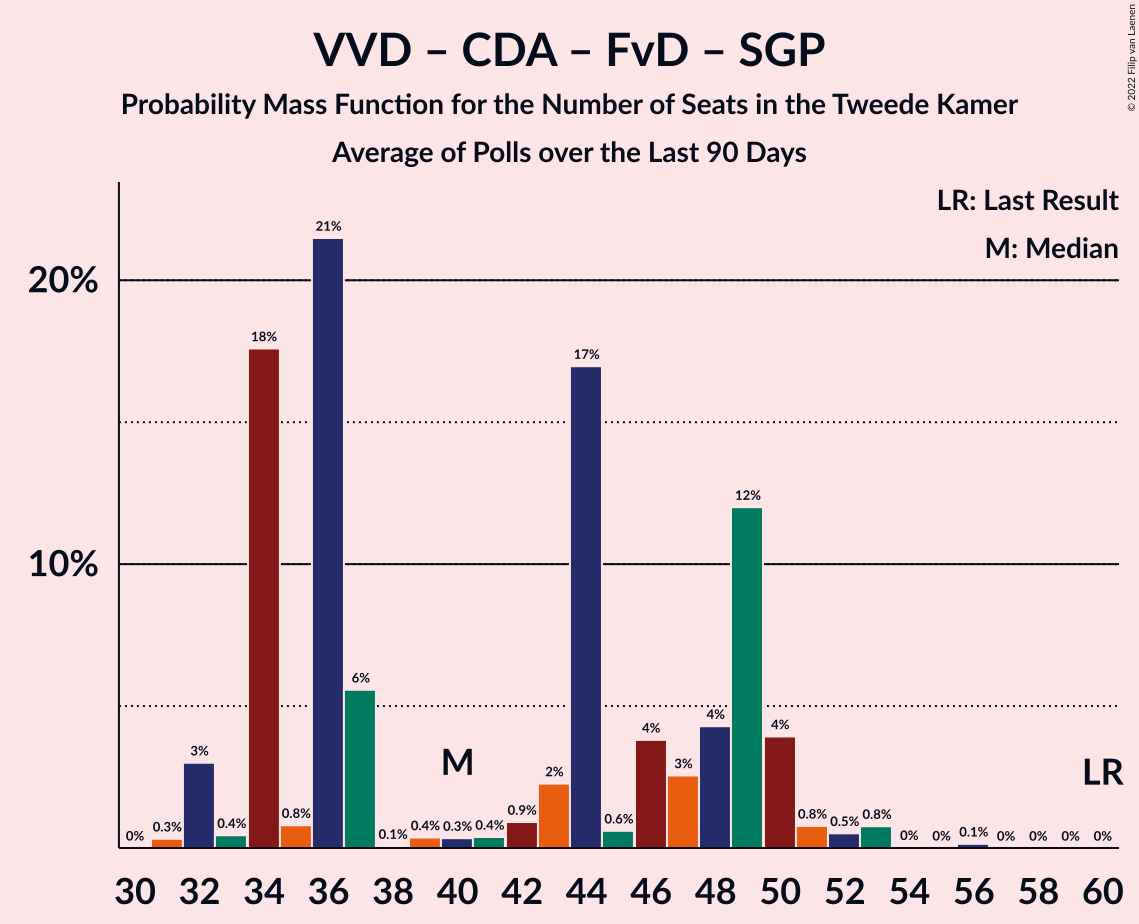 VVD – CDA – FvD – SGP
Probability Mass Function for the Number of Seats in the Tweede Kamer
Average of Polls over the Last 90 Days
© 2022 Filip van Laenen
LR: Last Result
M: Median
20%
10%
0% 0.3% 3% 0.4% 18% 0.8% 21% 6% 0.1% 0.4% 0.3% 0.4% 0.9% 2% 17% 0.6% 4% 3% 4% 12% 4% 0.8% 0.5% 0.8% 0% 0% 0.1% 0% 0% 0% 0%
M
LR
30 32 34 36 38 40 42 44 46 48 50 52 54 56 58 60